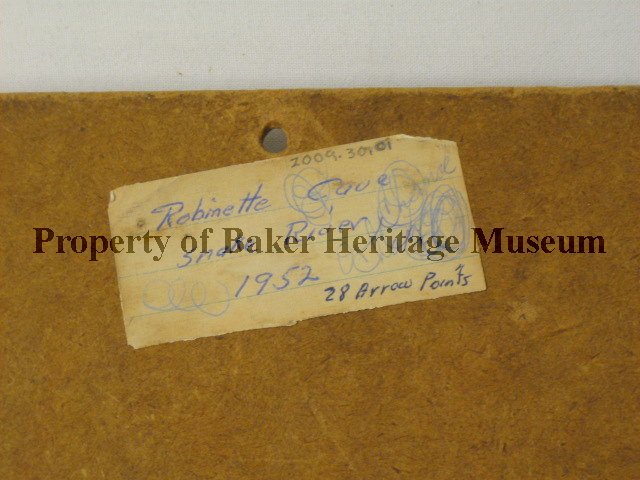 2009.30.01
Robinette Cave
Snake River
Property of Baker Heritage Museum
1952
28 Arrow Points